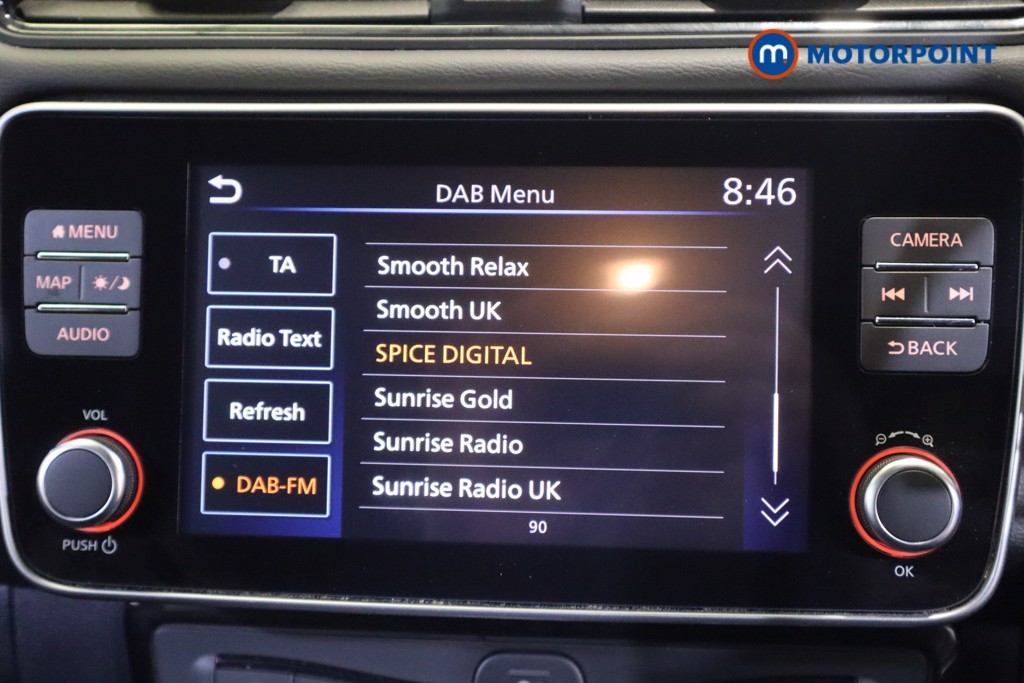 m MOTORPOINT
DAB Menu 8:46
MENU
MAP
AUDIO
TA
Radio Text
Refresh
DAB-FM
Smooth Relax
Smooth UK
SPICE DIGITAL
Sunrise Gold
Sunrise Radio
Sunrise Radio UK
90
CAMERA
BACK
VOL
PUSH
OK